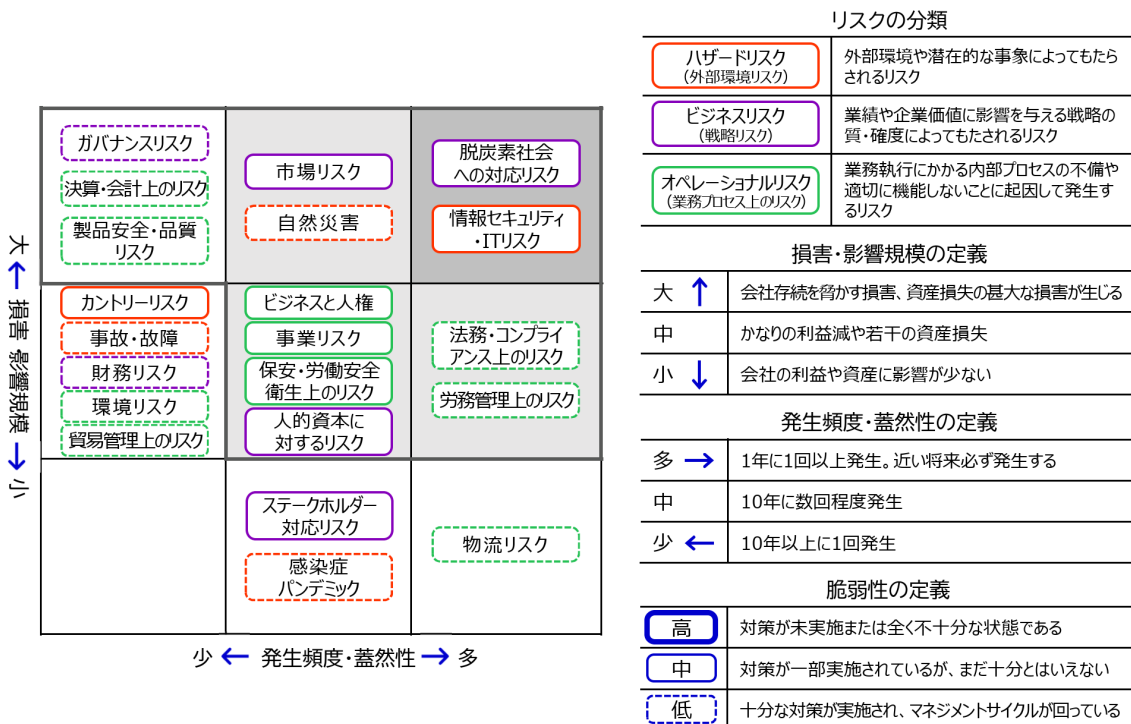 ガバナンスリスク
決算・会計上のリスク
製品安全・品質
リスク
市場リスク
自然災害
脱炭素社会
への対応リスク
情報セキュリティ
・ITリスク
カントリーリスク
事故・故障
財務リスク
環境リスク
貿易管理上のリスク
ビジネスと人権
事業リスク
保安・労働安全
衛生上のリスク
人的資本に
対するリスク
法務・コンプライ
アンス上のリスク
労務管理上のリスク
ステークホルダー
対応リスク
感染症
パンデミック
物流リスク
大 ← 損害 影響規模 → 小
少 ← 発生頻度・蓋然性 → 多
リスクの分類
ハザードリスク
(外部環境リスク)
外部環境や潜在的な事象によってもたら
されるリスク
ビジネスリスク
(戦略リスク)
業績や企業価値に影響を与える戦略の
質・確度によってもたされるリスク
オペレーショナルリスク
(業務プロセス上のリスク)
業務執行にかかる内部プロセスの不備や
適切に機能しないことに起因して発生す
るリスク
損害・影響規模の定義
大 ↑ 会社存続を脅かす損害、資産損失の甚大な損害が生じる
中 かなりの利益減や若干の資産損失
小 ↓ 会社の利益や資産に影響が少ない
発生頻度・蓋然性の定義
多 → 1年に1回以上発生。近い将来必ず発生する
中 10年に数回程度発生
少 ← 10年以上に1回発生
脆弱性の定義
高 対策が未実施または全く不十分な状態である
中 対策が一部実施されているが、まだ十分とはいえない
低 十分な対策が実施され、マネジメントサイクルが回っている